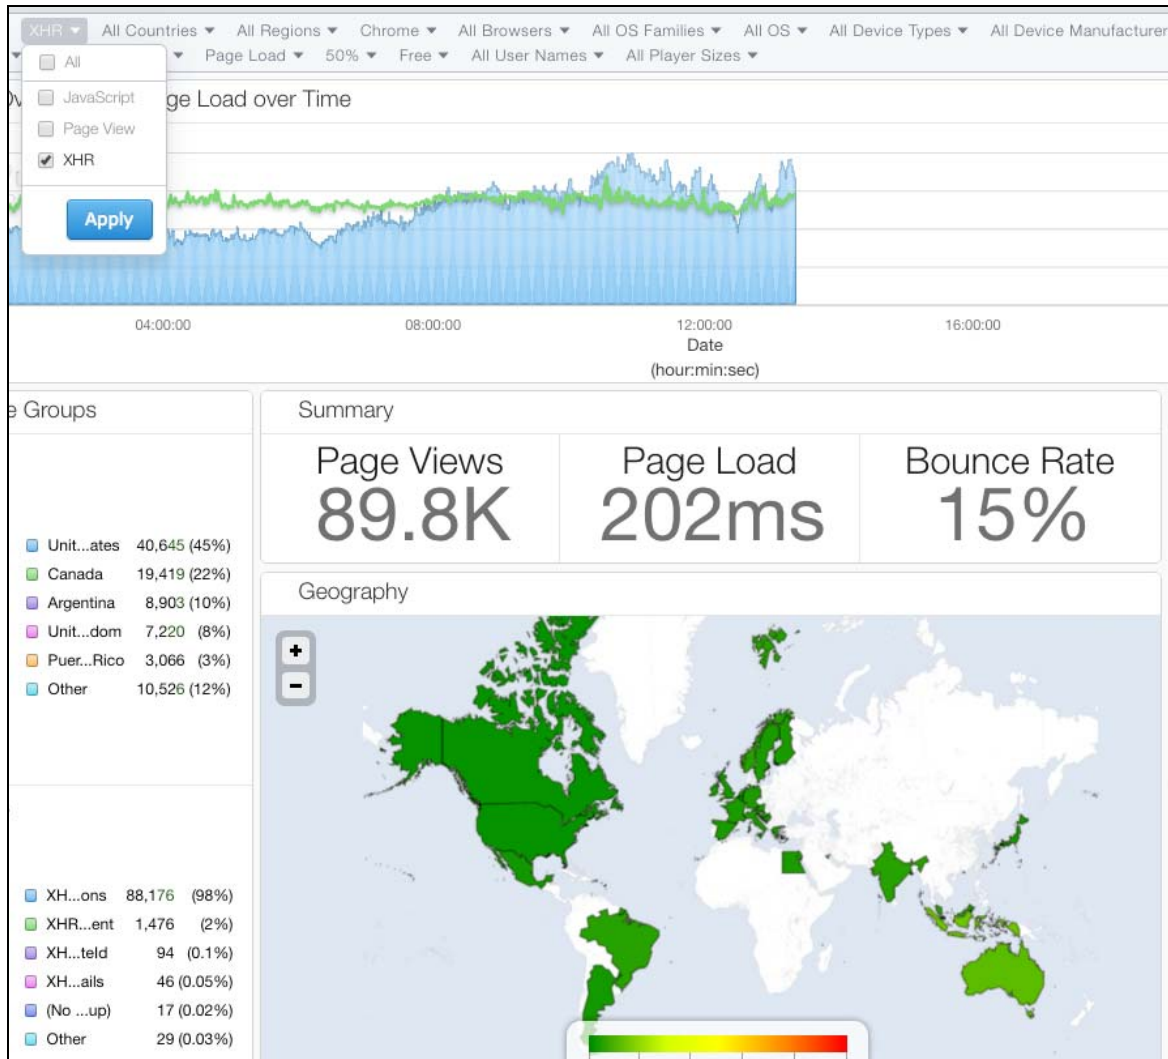 XHR All Countries All Regions Chrome All Browsers All OS Families All OS All Device Types All Device Manufacturer
Page Load 50% Free All User Names All Player Sizes
All
JavaScript
Page View
XHR
Apply
ge Load over Time
04:00:00 08:00:00 12:00:00 16:00:00
Date
(hour:min:sec)
e Groups
Unit...ates 40,645 (45%)
Canada 19,419 (22%)
Argentina 8,903 (10%)
Unit...dom 7,220 (8%)
Puer...Rico 3,066 (3%)
Other 10,526 (12%)
XH...ons 88,176 (98%)
XHR...ent 1,476 (2%)
XH...teld 94 (0.1%)
XH...ails 46 (0.05%)
(No ...up) 17 (0.02%)
Other 29 (0.03%)
Summary
Page Views Page Load Bounce Rate
89.8K 202ms 15%
Geography
+
−